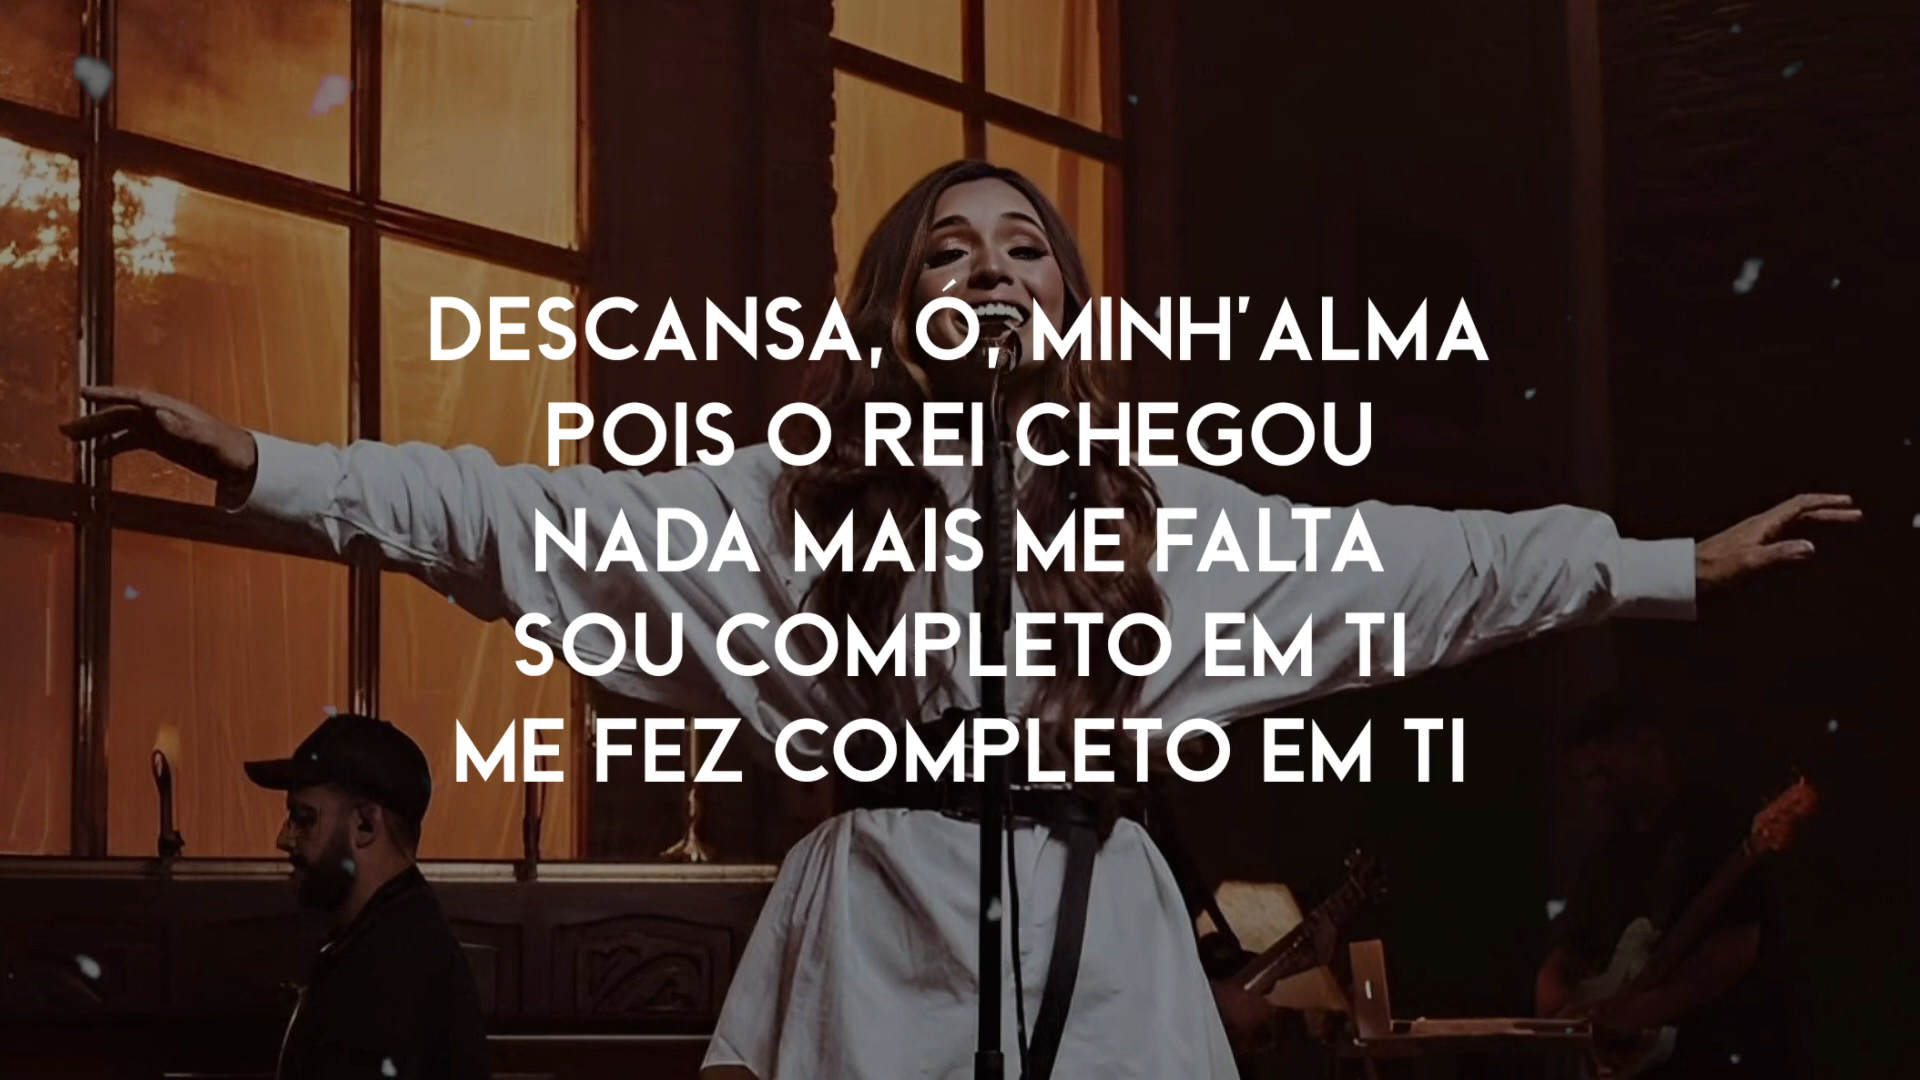 DESCANSA, Ó, MINH'ALMA
POIS O REI CHEGOU
NADA MAIS ME FALTA
SOU COMPLETO EM TI
ME FEZ COMPLETO EM TI